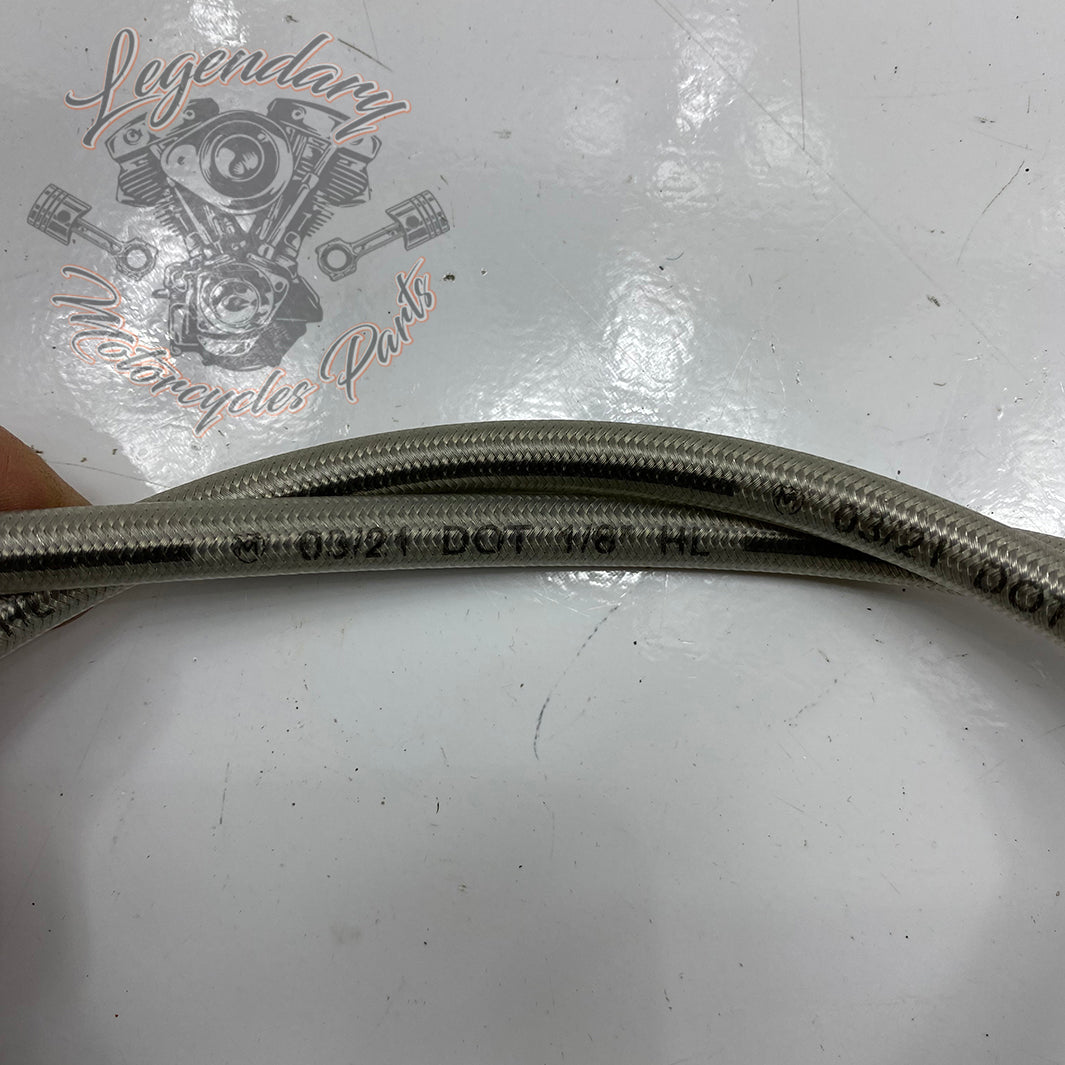 Legendary
Motorcycles Parts
M 03/21 DOT
M 03/21 DOT 1/8" HL